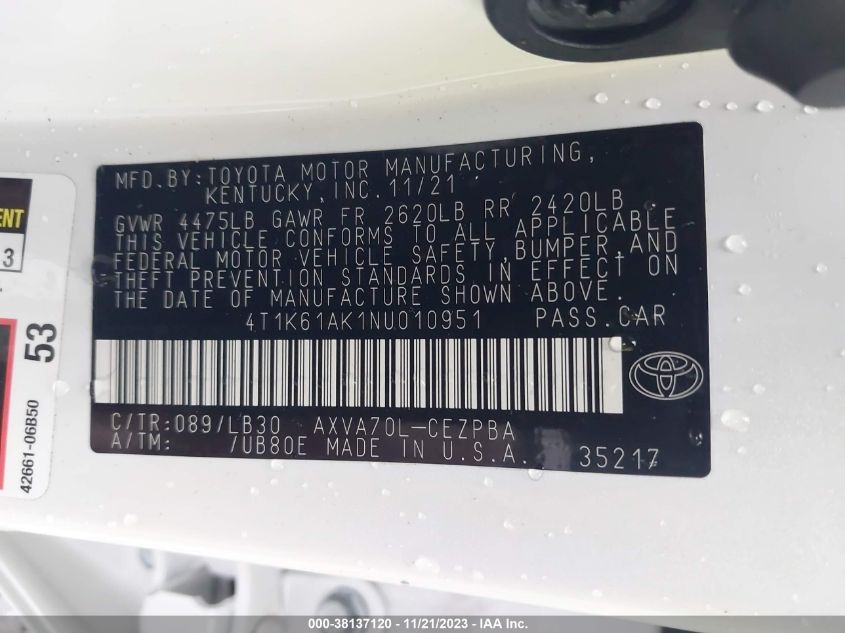 MFD. BY: TOYOTA MOTOR MANUFACTURING,
KENTUCKY, INC. 11/21
GVWR 4475LB GAWR FR 2620LB RR 2420LB
THIS VEHICLE CONFORMS TO ALL APPLICABLE
FEDERAL MOTOR VEHICLE SAFETY, BUMPER, AND
THEFT PREVENTION STANDARDS IN EFFECT ON
THE DATE OF MANUFACTURE SHOWN ABOVE.
4T1K61AK1NU010951 PASS. CAR
C/TR: 089/LB30 AXVA70L-CEZPBA
A/TM: /UB80E MADE IN U.S.A. 35217
3
53
42661-06B50
000-38137120 - 11/21/2023 - IAA Inc.